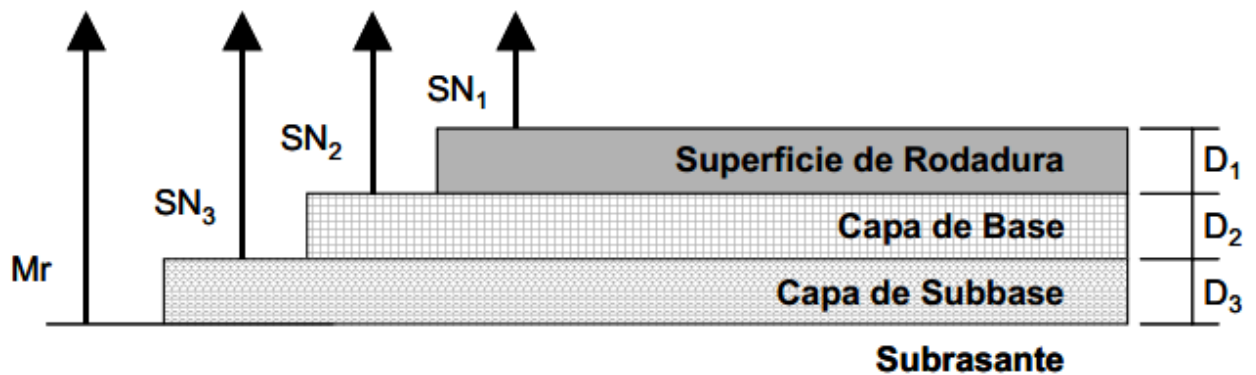 SN₁
SN₂
SN₃
Mr
Superficie de Rodadura
D₁
Capa de Base
D₂
Capa de Subbase
D₃
Subrasante